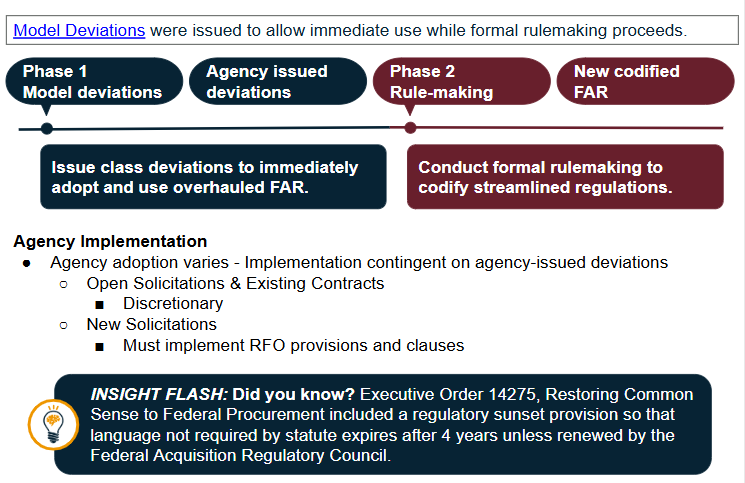 Model Deviations were issued to allow immediate use while formal rulemaking proceeds.
Phase 1
Model deviations
Agency issued
deviations
Phase 2
Rule-making
New codified
FAR
Issue class deviations to immediately
adopt and use overhauled FAR.
Conduct formal rulemaking to
codify streamlined regulations.
Agency Implementation
● Agency adoption varies - Implementation contingent on agency-issued deviations
○ Open Solicitations & Existing Contracts
■ Discretionary
○ New Solicitations
■ Must implement RFO provisions and clauses
INSIGHT FLASH: Did you know? Executive Order 14275, Restoring Common
Sense to Federal Procurement included a regulatory sunset provision so that
language not required by statute expires after 4 years unless renewed by the
Federal Acquisition Regulatory Council.